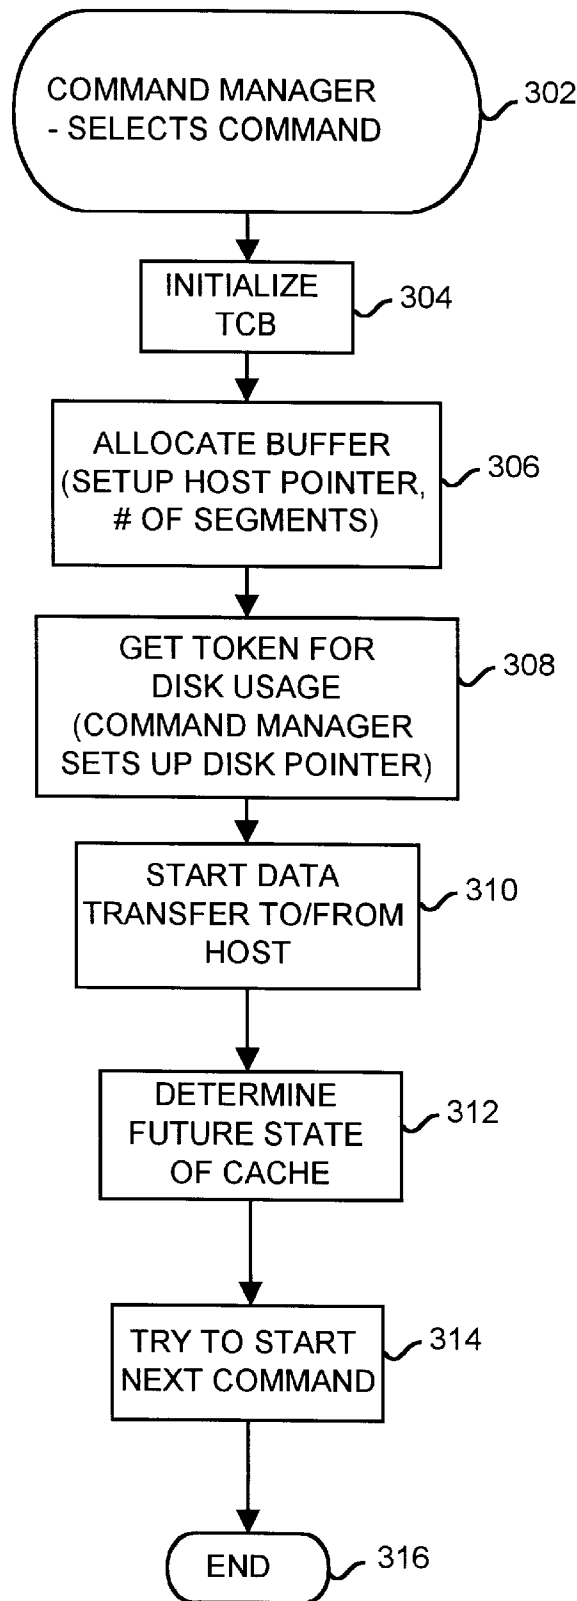 COMMAND MANAGER
- SELECTS COMMAND
302
INITIALIZE
TCB
304
ALLOCATE BUFFER
(SETUP HOST POINTER,
# OF SEGMENTS)
306
GET TOKEN FOR
DISK USAGE
(COMMAND MANAGER
SETS UP DISK POINTER)
308
START DATA
TRANSFER TO/FROM
HOST
310
DETERMINE
FUTURE STATE
OF CACHE
312
TRY TO START
NEXT COMMAND
314
END
316